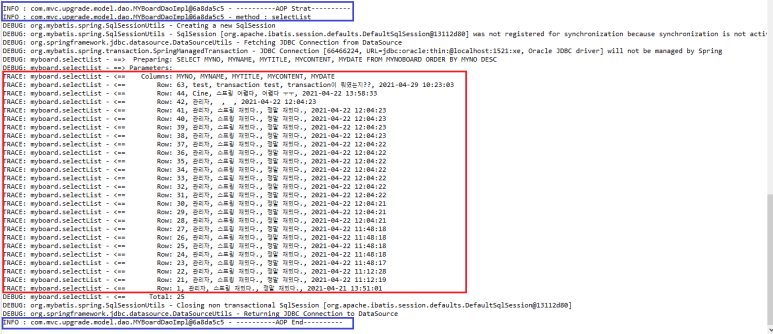 INFO : com.mvc.upgrade.model.dao.MYBoardDaoImpl@6a8da5c5 - ----------AOP Strat----------
INFO : com.mvc.upgrade.model.dao.MYBoardDaoImpl@6a8da5c5 - method : selectList
DEBUG: org.mybatis.spring.SqlSessionUtils - Creating a new SqlSession
DEBUG: org.mybatis.spring.SqlSessionUtils - SqlSession [org.apache.ibatis.session.defaults.DefaultSqlSession@13112d80] was not registered for synchronization because synchronization is not activ
DEBUG: org.springframework.jdbc.datasource.DataSourceUtils - Fetching JDBC Connection from DataSource
DEBUG: org.mybatis.spring.transaction.SpringManagedTransaction - JDBC Connection [664664224, URL=jdbc:oracle:thin:@localhost:1521:xe, Oracle JDBC driver] will not be managed by Spring
DEBUG: myboard.selectList - ==>  Preparing: SELECT MYNO, MYNAME, MYTITLE, MYCONTENT, MYDATE FROM MYNOBOARD ORDER BY MYNO DESC
DEBUG: myboard.selectList - ==> Parameters:
TRACE: myboard.selectList - <==    Columns: MYNO, MYNAME, MYTITLE, MYCONTENT, MYDATE
TRACE: myboard.selectList - <==        Row: 63, test, transaction test, transaction이 뭐였는지??, 2021-04-29 10:23:03
TRACE: myboard.selectList - <==        Row: 44, Cine, 스프링 어렵다, 어렵다 ㅜㅜ, 2021-04-22 13:58:33
TRACE: myboard.selectList - <==        Row: 42, 관리자, , , 2021-04-22 12:04:23
TRACE: myboard.selectList - <==        Row: 41, 관리자, 스프링 재밌다., 정말 재밌다., 2021-04-22 12:04:23
TRACE: myboard.selectList - <==        Row: 40, 관리자, 스프링 재밌다., 정말 재밌다., 2021-04-22 12:04:23
TRACE: myboard.selectList - <==        Row: 39, 관리자, 스프링 재밌다., 정말 재밌다., 2021-04-22 12:04:23
TRACE: myboard.selectList - <==        Row: 38, 관리자, 스프링 재밌다., 정말 재밌다., 2021-04-22 12:04:23
TRACE: myboard.selectList - <==        Row: 37, 관리자, 스프링 재밌다., 정말 재밌다., 2021-04-22 12:04:22
TRACE: myboard.selectList - <==        Row: 36, 관리자, 스프링 재밌다., 정말 재밌다., 2021-04-22 12:04:22
TRACE: myboard.selectList - <==        Row: 35, 관리자, 스프링 재밌다., 정말 재밌다., 2021-04-22 12:04:22
TRACE: myboard.selectList - <==        Row: 34, 관리자, 스프링 재밌다., 정말 재밌다., 2021-04-22 12:04:22
TRACE: myboard.selectList - <==        Row: 33, 관리자, 스프링 재밌다., 정말 재밌다., 2021-04-22 12:04:22
TRACE: myboard.selectList - <==        Row: 32, 관리자, 스프링 재밌다., 정말 재밌다., 2021-04-22 12:04:22
TRACE: myboard.selectList - <==        Row: 31, 관리자, 스프링 재밌다., 정말 재밌다., 2021-04-22 12:04:22
TRACE: myboard.selectList - <==        Row: 30, 관리자, 스프링 재밌다., 정말 재밌다., 2021-04-22 12:04:21
TRACE: myboard.selectList - <==        Row: 29, 관리자, 스프링 재밌다., 정말 재밌다., 2021-04-22 12:04:21
TRACE: myboard.selectList - <==        Row: 28, 관리자, 스프링 재밌다., 정말 재밌다., 2021-04-22 12:04:21
TRACE: myboard.selectList - <==        Row: 27, 관리자, 스프링 재밌다., 정말 재밌다., 2021-04-22 11:48:18
TRACE: myboard.selectList - <==        Row: 26, 관리자, 스프링 재밌다., 정말 재밌다., 2021-04-22 11:48:18
TRACE: myboard.selectList - <==        Row: 25, 관리자, 스프링 재밌다., 정말 재밌다., 2021-04-22 11:48:18
TRACE: myboard.selectList - <==        Row: 24, 관리자, 스프링 재밌다., 정말 재밌다., 2021-04-22 11:48:18
TRACE: myboard.selectList - <==        Row: 23, 관리자, 스프링 재밌다., 정말 재밌다., 2021-04-22 11:48:17
TRACE: myboard.selectList - <==        Row: 22, 관리자, 스프링 재밌다., 정말 재밌다., 2021-04-22 11:12:28
TRACE: myboard.selectList - <==        Row: 21, 관리자, 스프링 재밌다., 정말 재밌다., 2021-04-22 11:12:19
TRACE: myboard.selectList - <==        Row: 1, 관리자, 스프링 재밌다., 정말 재밌다., 2021-04-21 13:51:01
DEBUG: myboard.selectList - <==      Total: 25
DEBUG: org.mybatis.spring.SqlSessionUtils - Closing non transactional SqlSession [org.apache.ibatis.session.defaults.DefaultSqlSession@13112d80]
DEBUG: org.springframework.jdbc.datasource.DataSourceUtils - Returning JDBC Connection to DataSource
INFO : com.mvc.upgrade.model.dao.MYBoardDaoImpl@6a8da5c5 - ----------AOP End----------